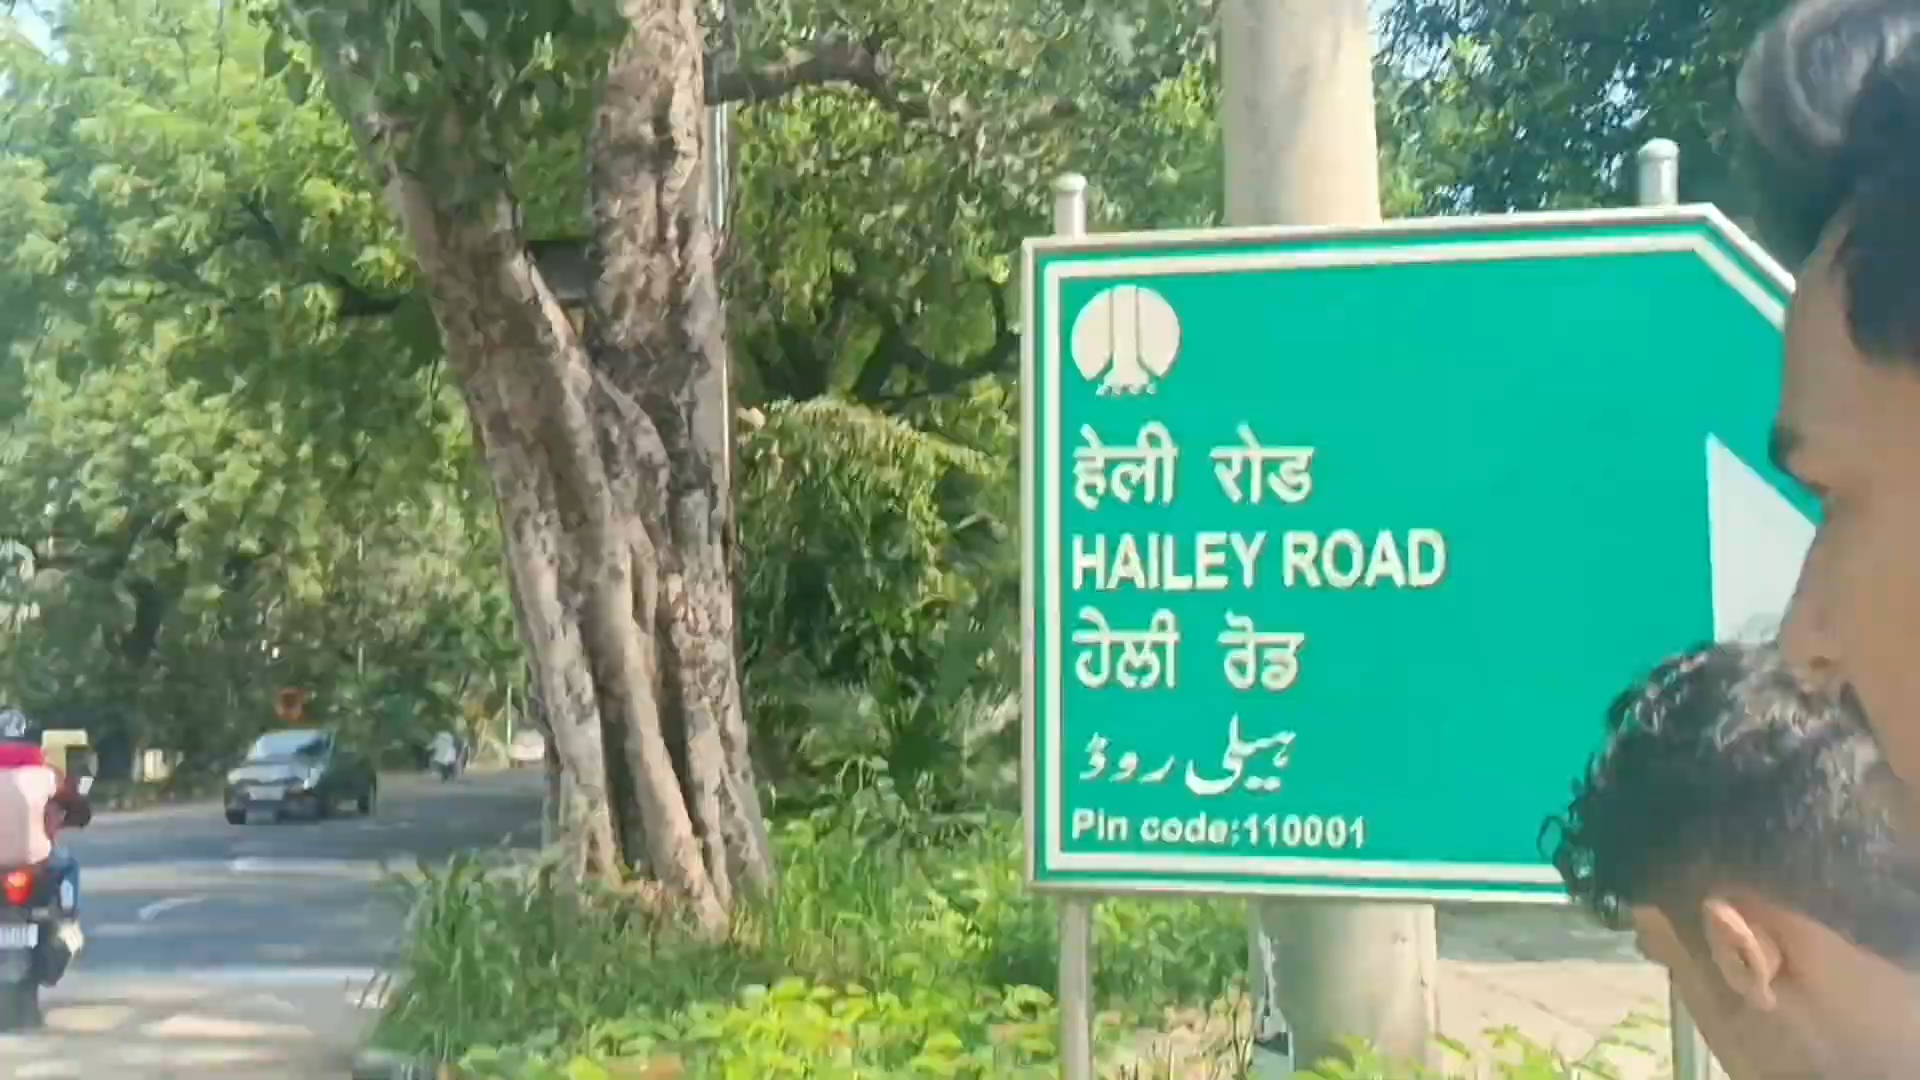 हेली रोड
HAILEY ROAD
ਹੇਲੀ ਰੋਡ
ہیلی روڈ
Pin code:110001